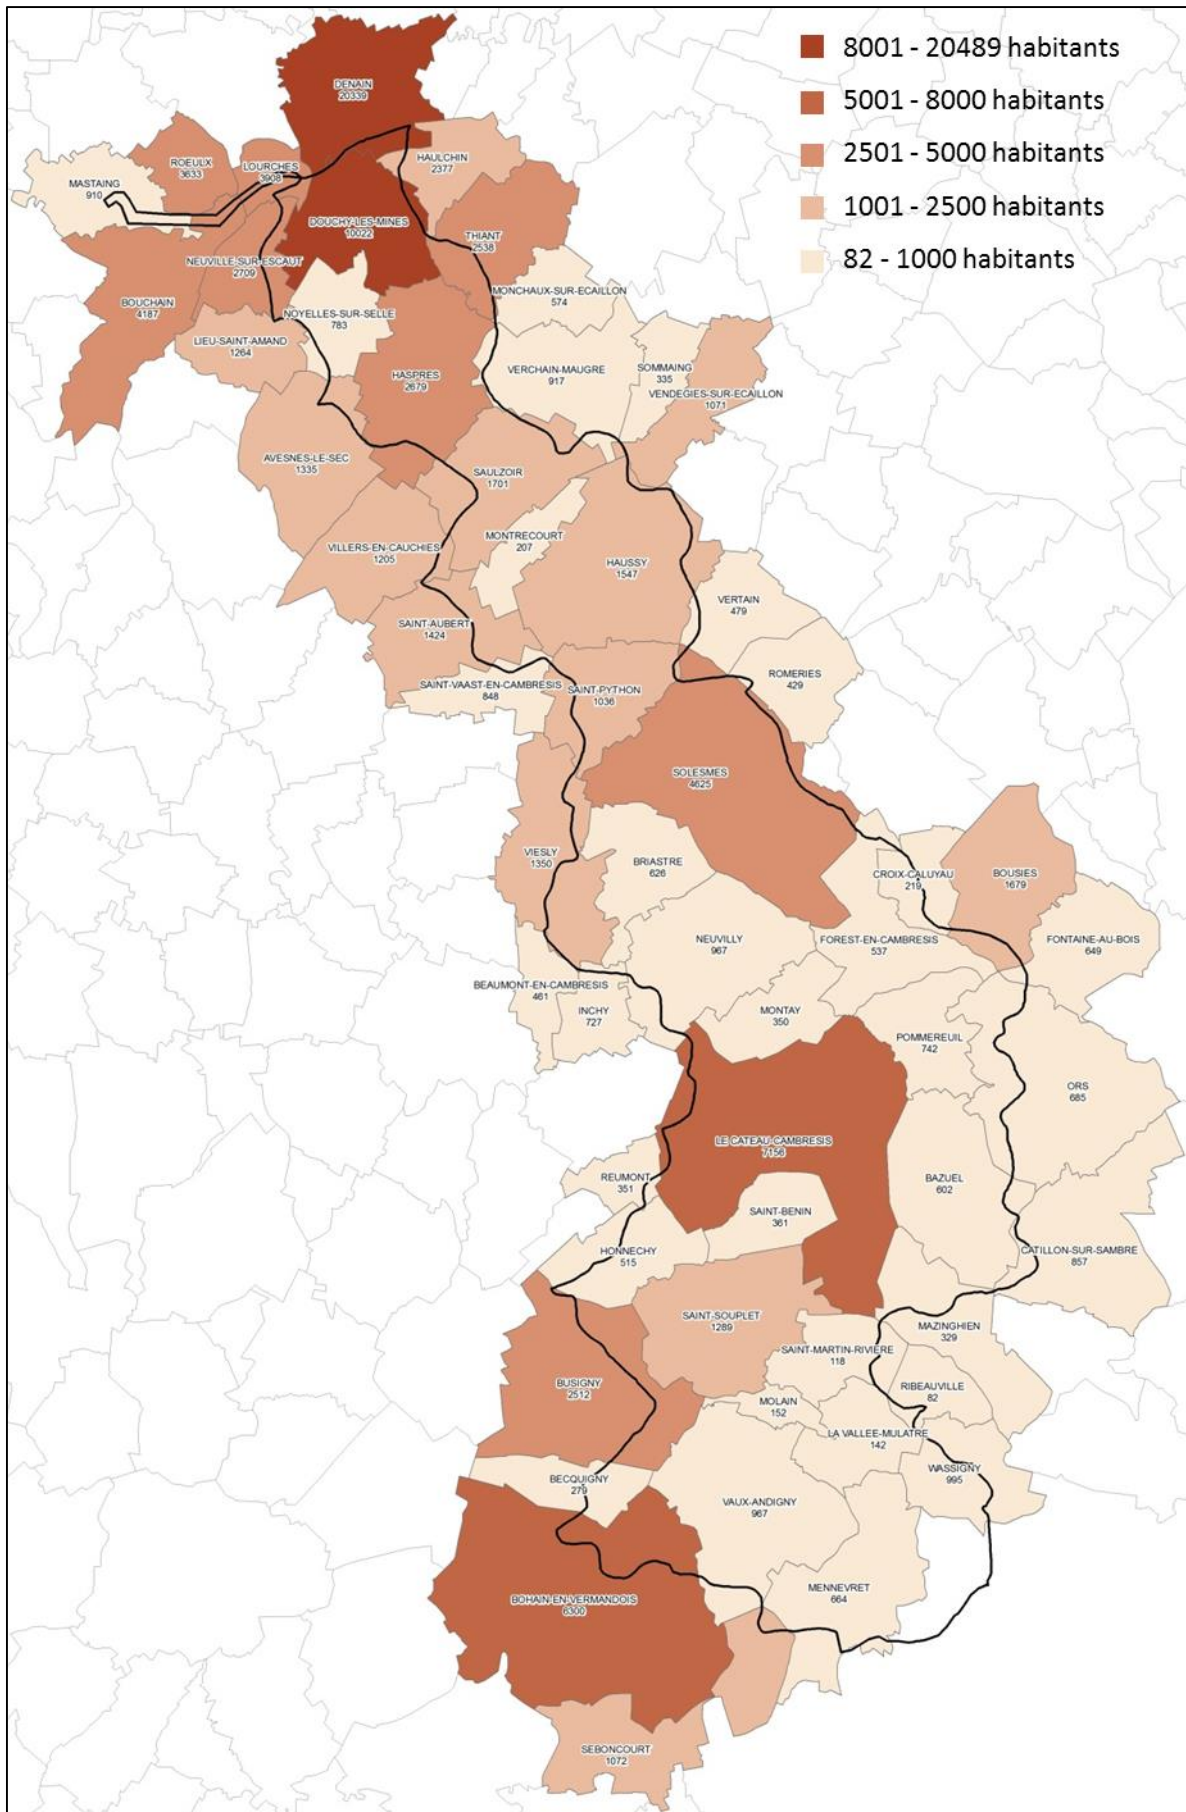 8001 - 20489 habitants
5001 - 8000 habitants
2501 - 5000 habitants
1001 - 2500 habitants
82 - 1000 habitants
DENAIN
20339
HAULCHIN
2377
ROEULX
3633
LOURCHES
3908
MASTAING
910
DOUCHY-LES-MINES
10022
THIANT
2538
NEUVILLE-SUR-ESCAUT
2709
MONCHAUX-SUR-ECAILLON
574
BOUCHAIN
4187
NOYELLES-SUR-SELLE
783
LIEU-SAINT-AMAND
1264
HASPRES
2679
VERCHAIN-MAUGRE
917
SOMMAING
335
VENDEGIES-SUR-ECAILLON
1071
AVESNES-LE-SEC
1335
SAULZOIR
1701
VILLERS-EN-CAUCHIES
1205
MONTRECOURT
207
HAUSSY
1547
VERTAIN
479
SAINT-AUBERT
1424
ROMERIES
429
SAINT-VAAST-EN-CAMBRESIS
848
SAINT-PYTHON
1036
SOLESMES
4625
VIESLY
1350
BRIASTRE
626
CROIX-CALUYAU
219
BOUSIES
1679
NEUVILLY
967
FOREST-EN-CAMBRESIS
537
FONTAINE-AU-BOIS
649
BEAUMONT-EN-CAMBRESIS
461
INCHY
727
MONTAY
350
POMMEREUIL
742
ORS
685
LE CATEAU-CAMBRESIS
7156
REUMONT
351
BAZUEL
602
SAINT-BENIN
361
HONNECHY
515
CATILLON-SUR-SAMBRE
857
SAINT-SOUPLET
1289
MAZINGHIEN
329
SAINT-MARTIN-RIVIERE
118
BUSIGNY
2512
RIBEAUVILLE
82
MOLAIN
152
LA VALLEE-MULATRE
142
BECQUIGNY
279
WASSIGNY
995
VAUX-ANDIGNY
967
BOHAIN-EN-VERMANDOIS
6300
MENNEVRET
664
SEBONCOURT
1072